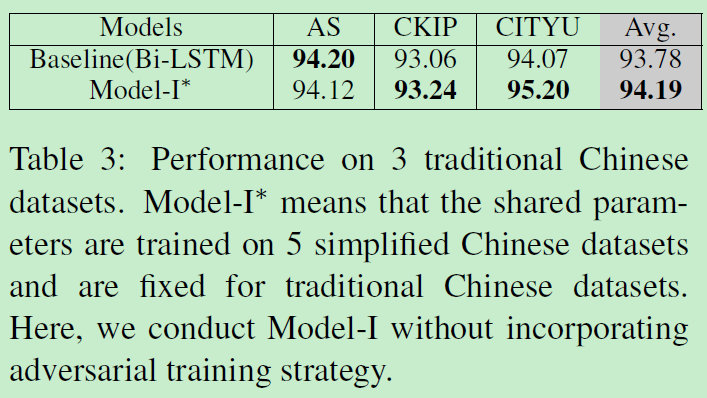 Models AS CKIP CITYU Avg.
Baseline(Bi-LSTM) 94.20 93.06 94.07 93.78
Model-I* 94.12 93.24 95.20 94.19
Table 3: Performance on 3 traditional Chinese
datasets. Model-I* means that the shared param-
eters are trained on 5 simplified Chinese datasets
and are fixed for traditional Chinese datasets.
Here, we conduct Model-I without incorporating
adversarial training strategy.